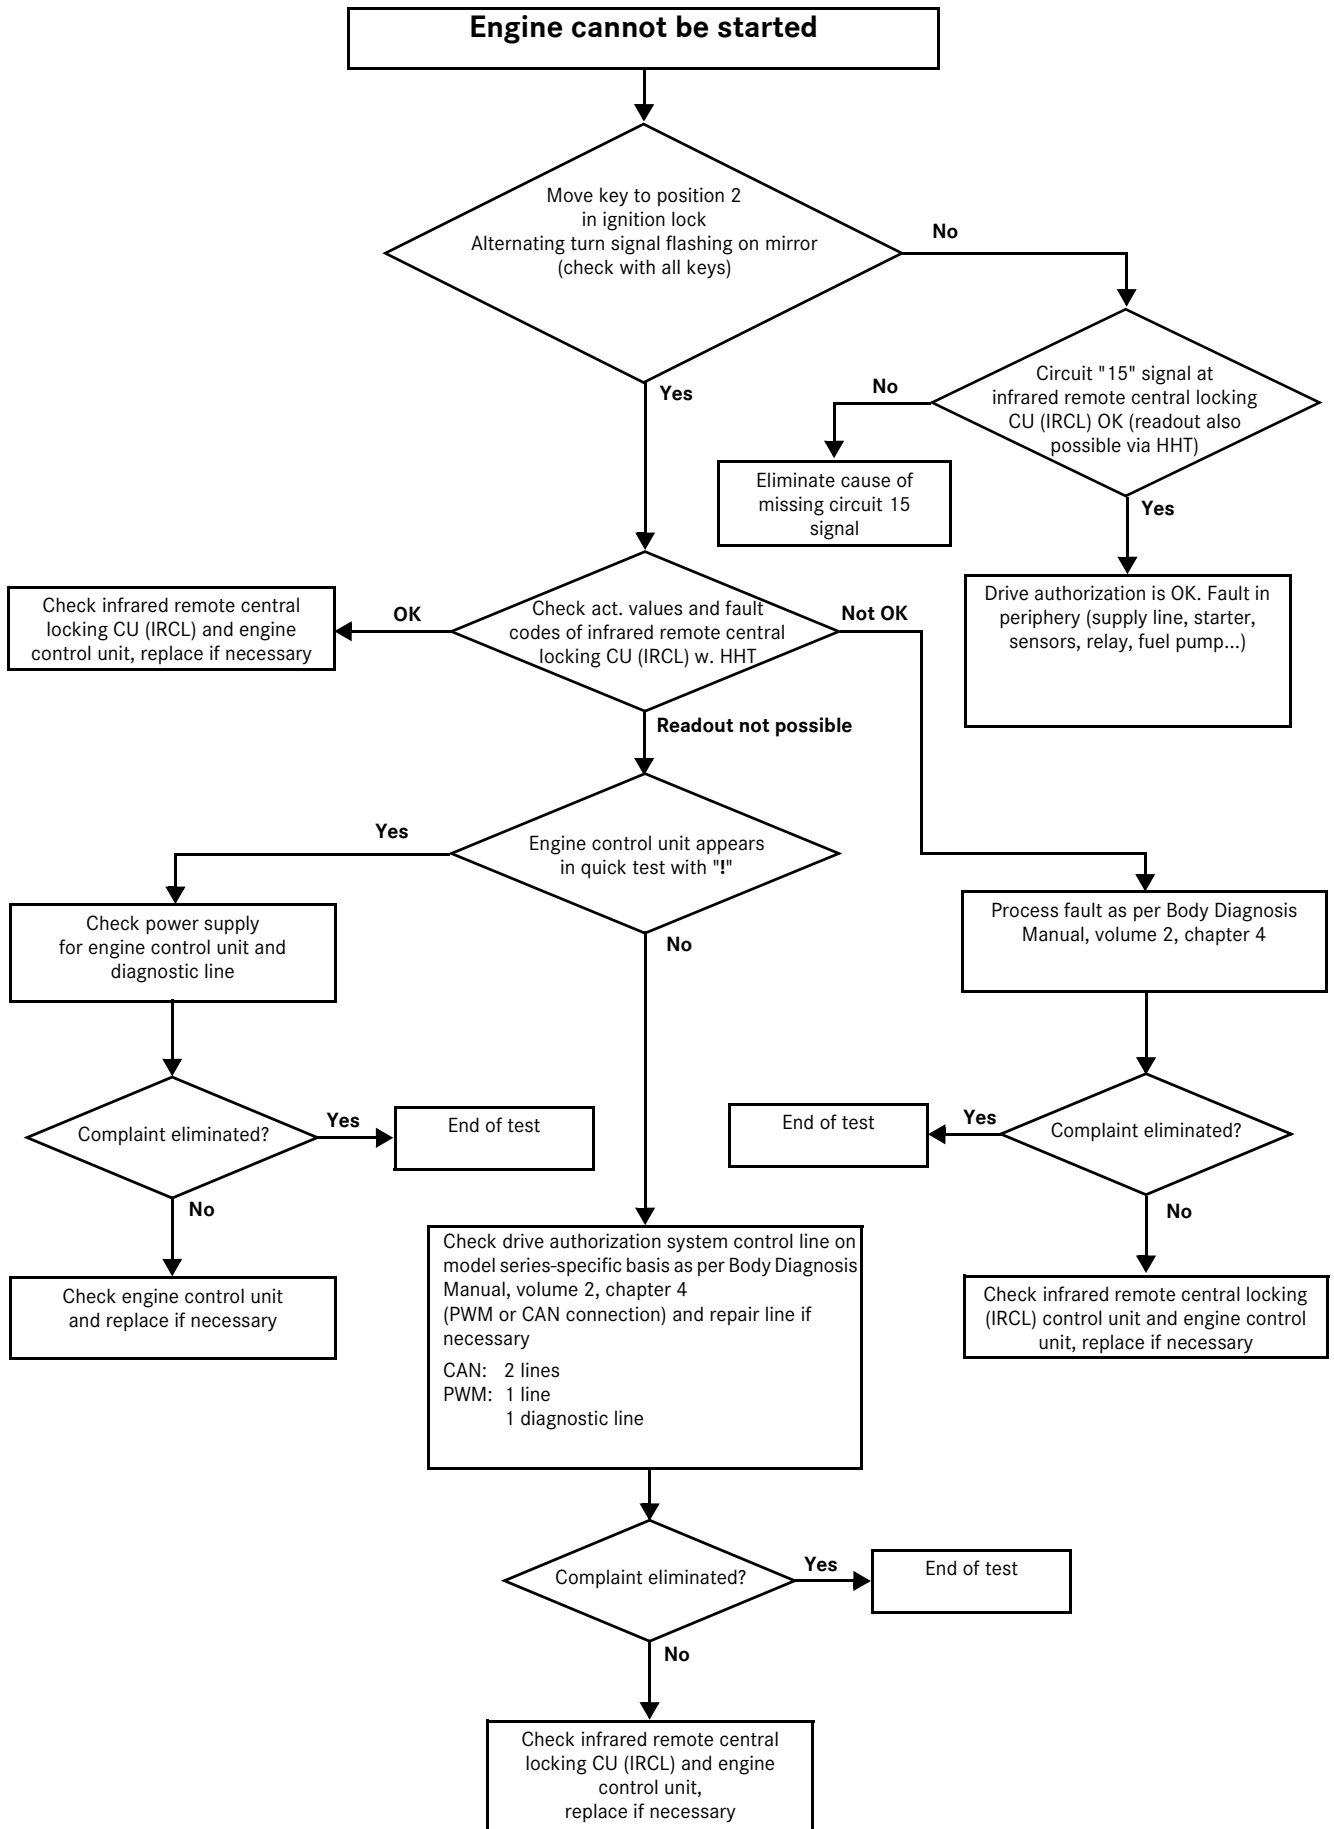 Engine cannot be started
Move key to position 2
in ignition lock
Alternating turn signal flashing on mirror
(check with all keys)
No
Yes
Circuit "15" signal at
infrared remote central locking
CU (IRCL) OK (readout also
possible via HHT)
No
Eliminate cause of
missing circuit 15
signal
Yes
Drive authorization is OK. Fault in
periphery (supply line, starter,
sensors, relay, fuel pump...)
Check act. values and fault
codes of infrared remote central
locking CU (IRCL) w. HHT
OK
Check infrared remote central
locking CU (IRCL) and engine
control unit, replace if necessary
Not OK
Readout not possible
Engine control unit appears
in quick test with "!"
Yes
Check power supply
for engine control unit and
diagnostic line
No
Process fault as per Body Diagnosis
Manual, volume 2, chapter 4
Complaint eliminated?
Yes
End of test
No
Check engine control unit
and replace if necessary
End of test
Yes
Complaint eliminated?
No
Check infrared remote central locking
(IRCL) control unit and engine control
unit, replace if necessary
Check drive authorization system control line on
model series-specific basis as per Body Diagnosis
Manual, volume 2, chapter 4
(PWM or CAN connection) and repair line if
necessary
CAN: 2 lines
PWM: 1 line
1 diagnostic line
Complaint eliminated?
Yes
End of test
No
Check infrared remote central
locking CU (IRCL) and engine
control unit,
replace if necessary